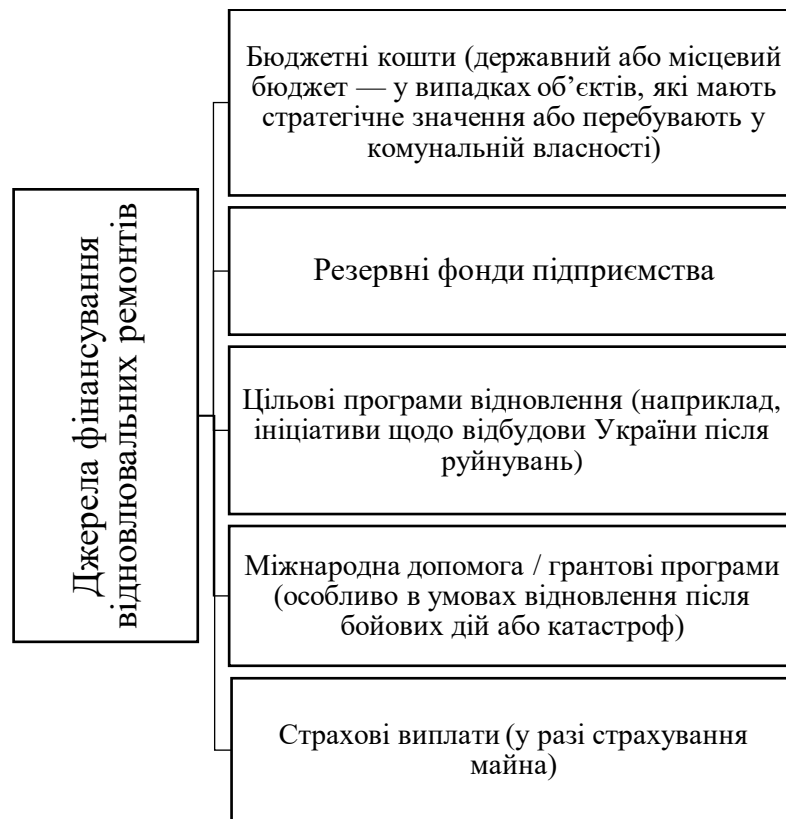 Джерела фінансування
відновлювальних ремонтів
Бюджетні кошти (державний або місцевий
бюджет — у випадках об’єктів, які мають
стратегічне значення або перебувають у
комунальній власності)
Резервні фонди підприємства
Цільові програми відновлення (наприклад,
ініціативи щодо відбудови України після
руйнувань)
Міжнародна допомога / грантові програми
(особливо в умовах відновлення після
бойових дій або катастроф)
Страхові виплати (у разі страхування
майна)